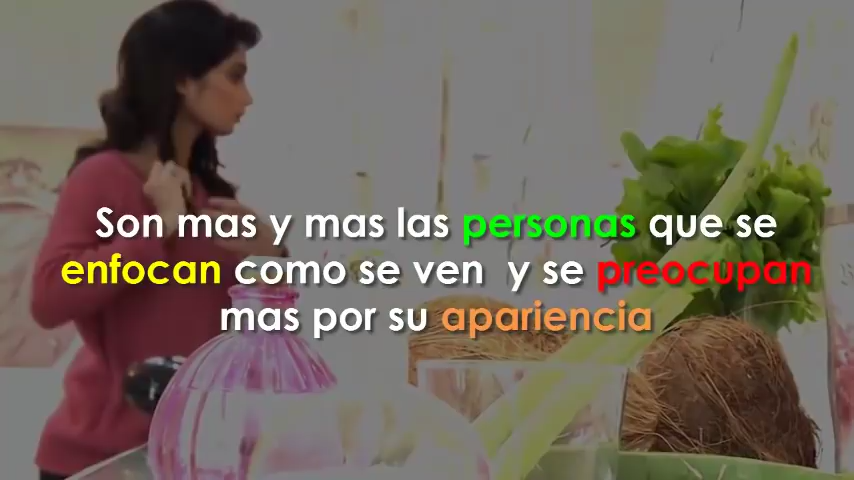 Son mas y mas las personas que se
enfocan como se ven y se preocupan
mas por su apariencia